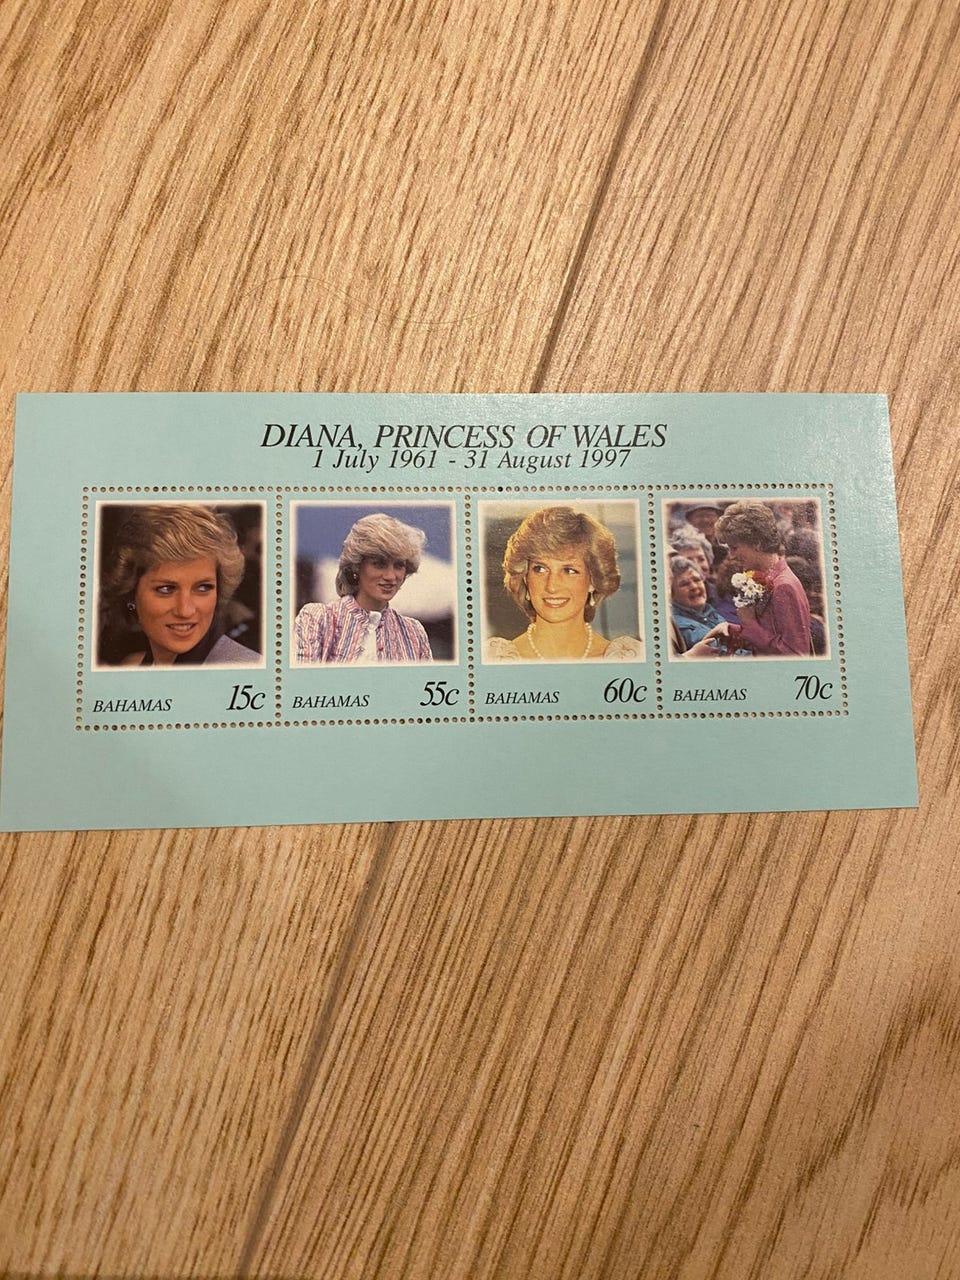 DIANA, PRINCESS OF WALES
1 July 1961 - 31 August 1997
BAHAMAS 15c
BAHAMAS 55c
BAHAMAS 60c
BAHAMAS 70c